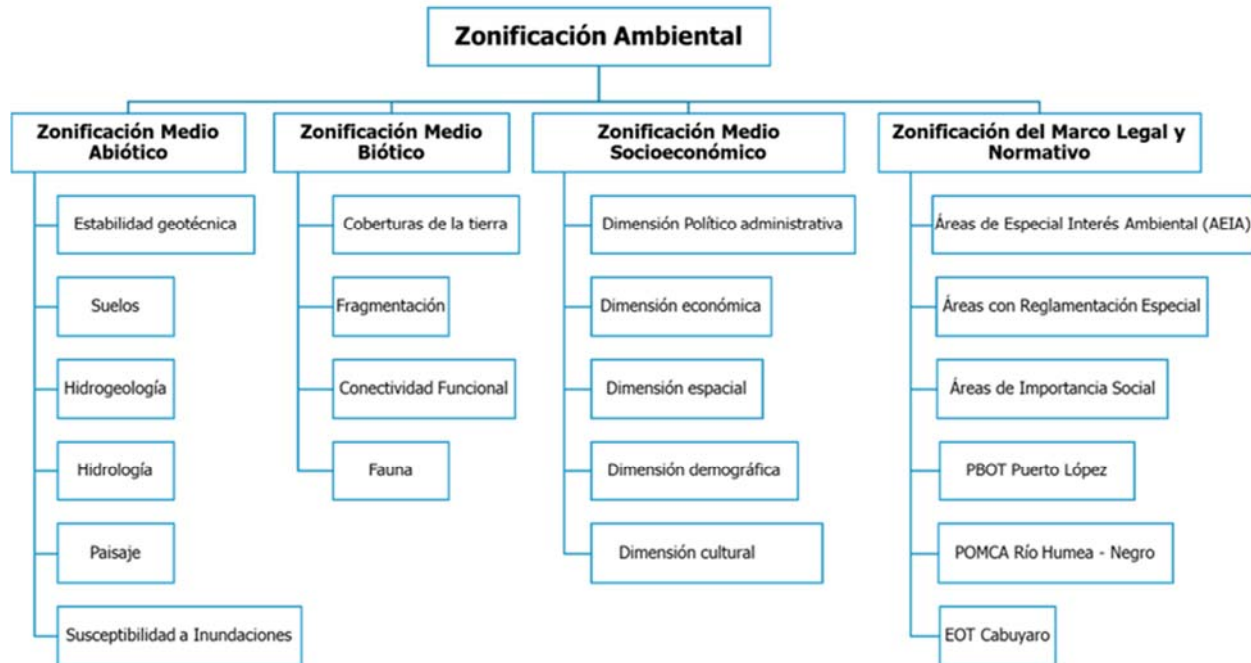 Zonificación Ambiental
Zonificación Medio
Abiótico
Estabilidad geotécnica
Suelos
Hidrogeología
Hidrología
Paisaje
Susceptibilidad a Inundaciones
Zonificación Medio
Biótico
Coberturas de la tierra
Fragmentación
Conectividad Funcional
Fauna
Zonificación Medio
Socioeconómico
Dimensión Político administrativa
Dimensión económica
Dimensión espacial
Dimensión demográfica
Dimensión cultural
Zonificación del Marco Legal y
Normativo
Áreas de Especial Interés Ambiental (AEIA)
Áreas con Reglamentación Especial
Áreas de Importancia Social
PBOT Puerto López
POMCA Río Humea - Negro
EOT Cabuyaro